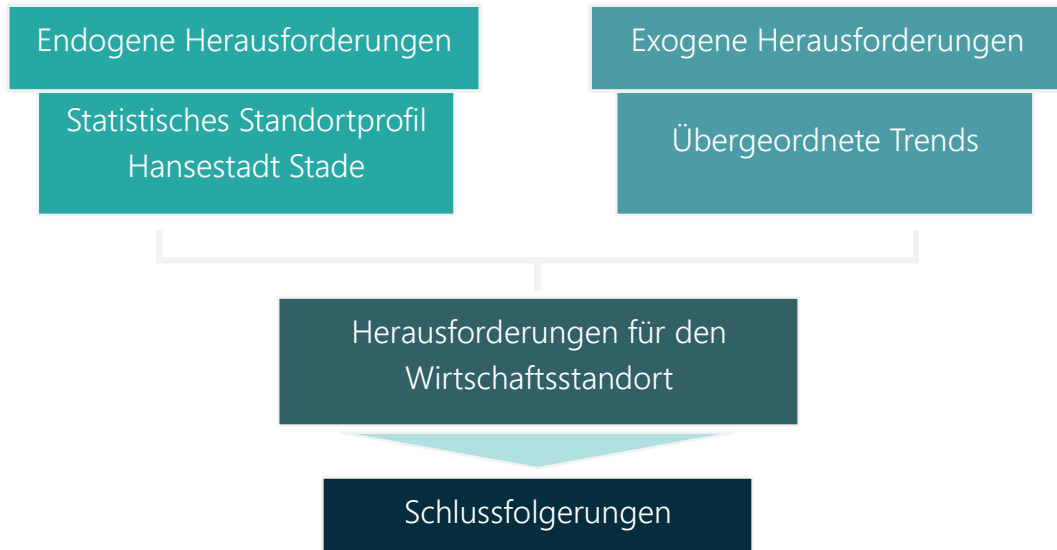 Endogene Herausforderungen
Statistisches Standortprofil
Hansestadt Stade
Exogene Herausforderungen
Übergeordnete Trends
Herausforderungen für den
Wirtschaftsstandort
Schlussfolgerungen